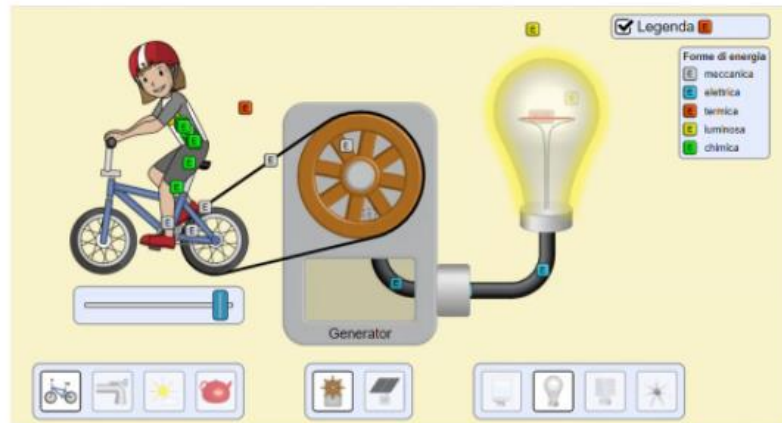 E
Legenda E
Forme di energia
E meccanica
E elettrica
E termica
E luminosa
E chimica
E
E
E
E
E
E
E
E
E
E
E
E
E
E
Generator